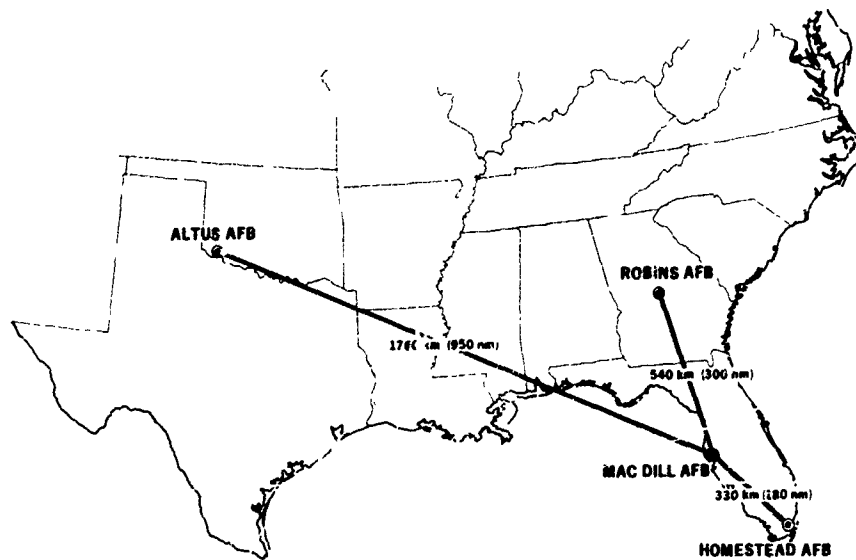 ALTUS AFB
ROBINS AFB
(950 nm)
540 km (300 nm)
MAC DILL AFB
330 km (180 nm)
HOMESTEAD AFB